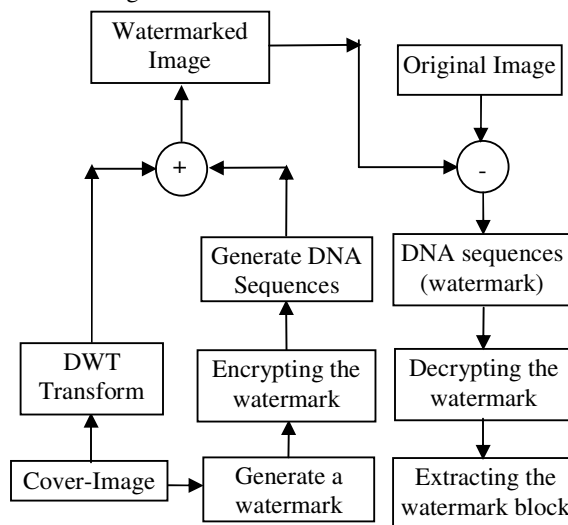 Watermarked
Image
Original Image
+
-
Generate DNA
Sequences
DNA sequences
(watermark)
DWT
Transform
Encrypting the
watermark
Decrypting the
watermark
Cover-Image
Generate a
watermark
Extracting the
watermark block